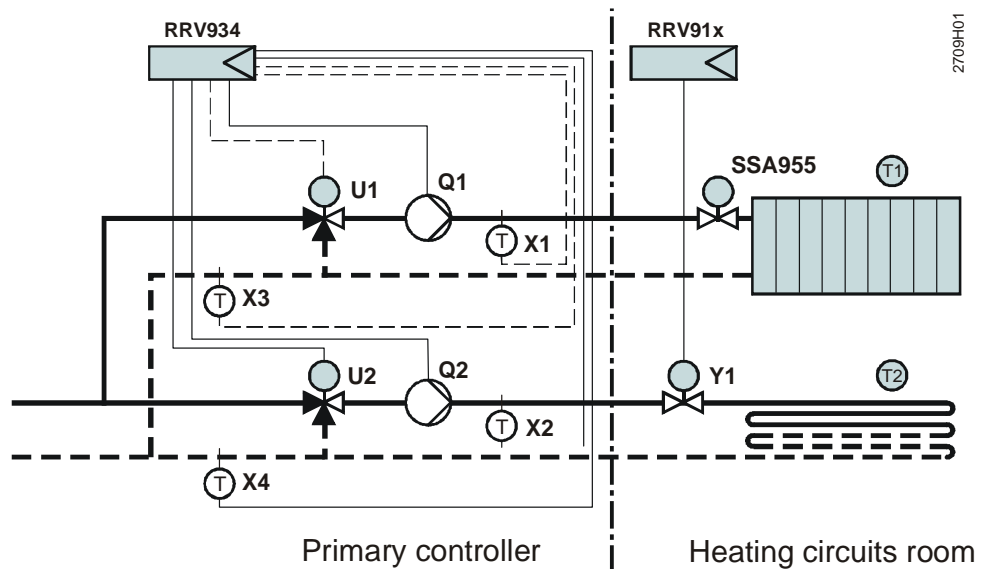 RRV934
RRV91x
2709H01
SSA955
T1
U1
Q1
T
X1
T
X3
U2
Q2
Y1
T2
T
X2
T
X4
Primary controller
Heating circuits room